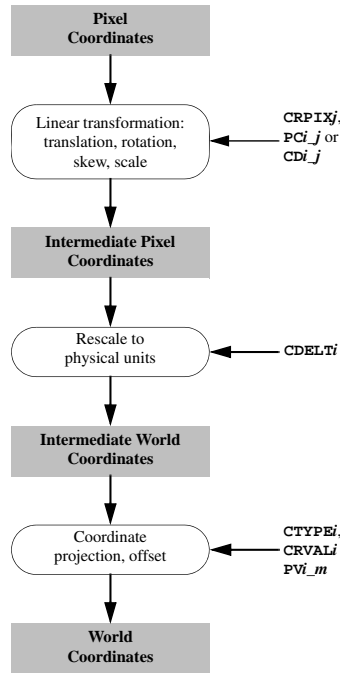 Pixel
Coordinates
Linear transformation:
translation, rotation,
skew, scale
CRPIXj,
PCi_j or
CDi_j
Intermediate Pixel
Coordinates
Rescale to
physical units
CDELTi
Intermediate World
Coordinates
Coordinate
projection, offset
CTYPEi,
CRVALi
PVi_m
World
Coordinates